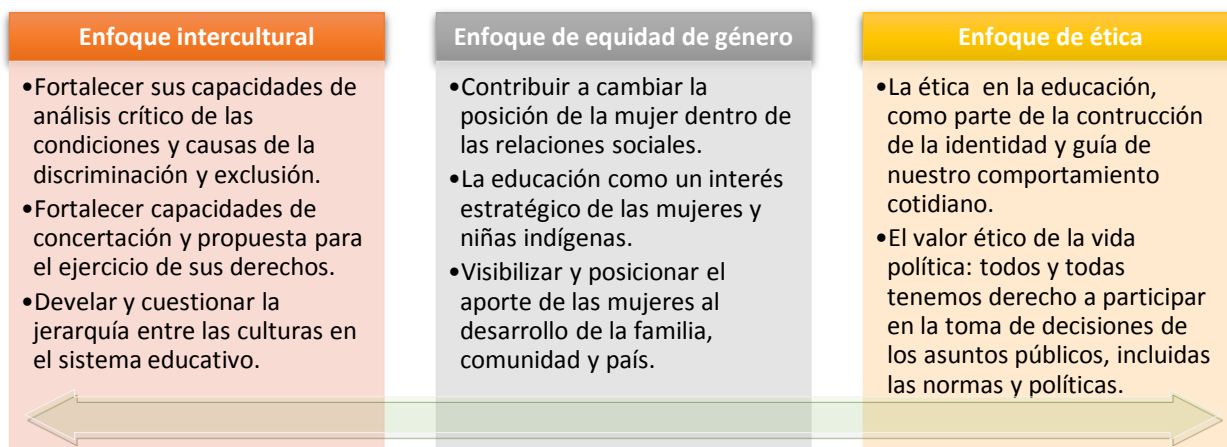 Enfoque intercultural
•Fortalecer sus capacidades de
análisis crítico de las
condiciones y causas de la
discriminación y exclusión.
•Fortalecer capacidades de
concertación y propuesta para
el ejercicio de sus derechos.
•Develar y cuestionar la
jerarquía entre las culturas en
el sistema educativo.
Enfoque de equidad de género
•Contribuir a cambiar la
posición de la mujer dentro de
las relaciones sociales.
•La educación como un interés
estratégico de las mujeres y
niñas indígenas.
•Visibilizar y posicionar el
aporte de las mujeres al
desarrollo de la familia,
comunidad y país.
Enfoque de ética
•La ética en la educación,
como parte de la contrucción
de la identidad y guía de
nuestro comportamiento
cotidiano.
•El valor ético de la vida
política: todos y todas
tenemos derecho a participar
en la toma de decisiones de
los asuntos públicos, incluidas
las normas y políticas.